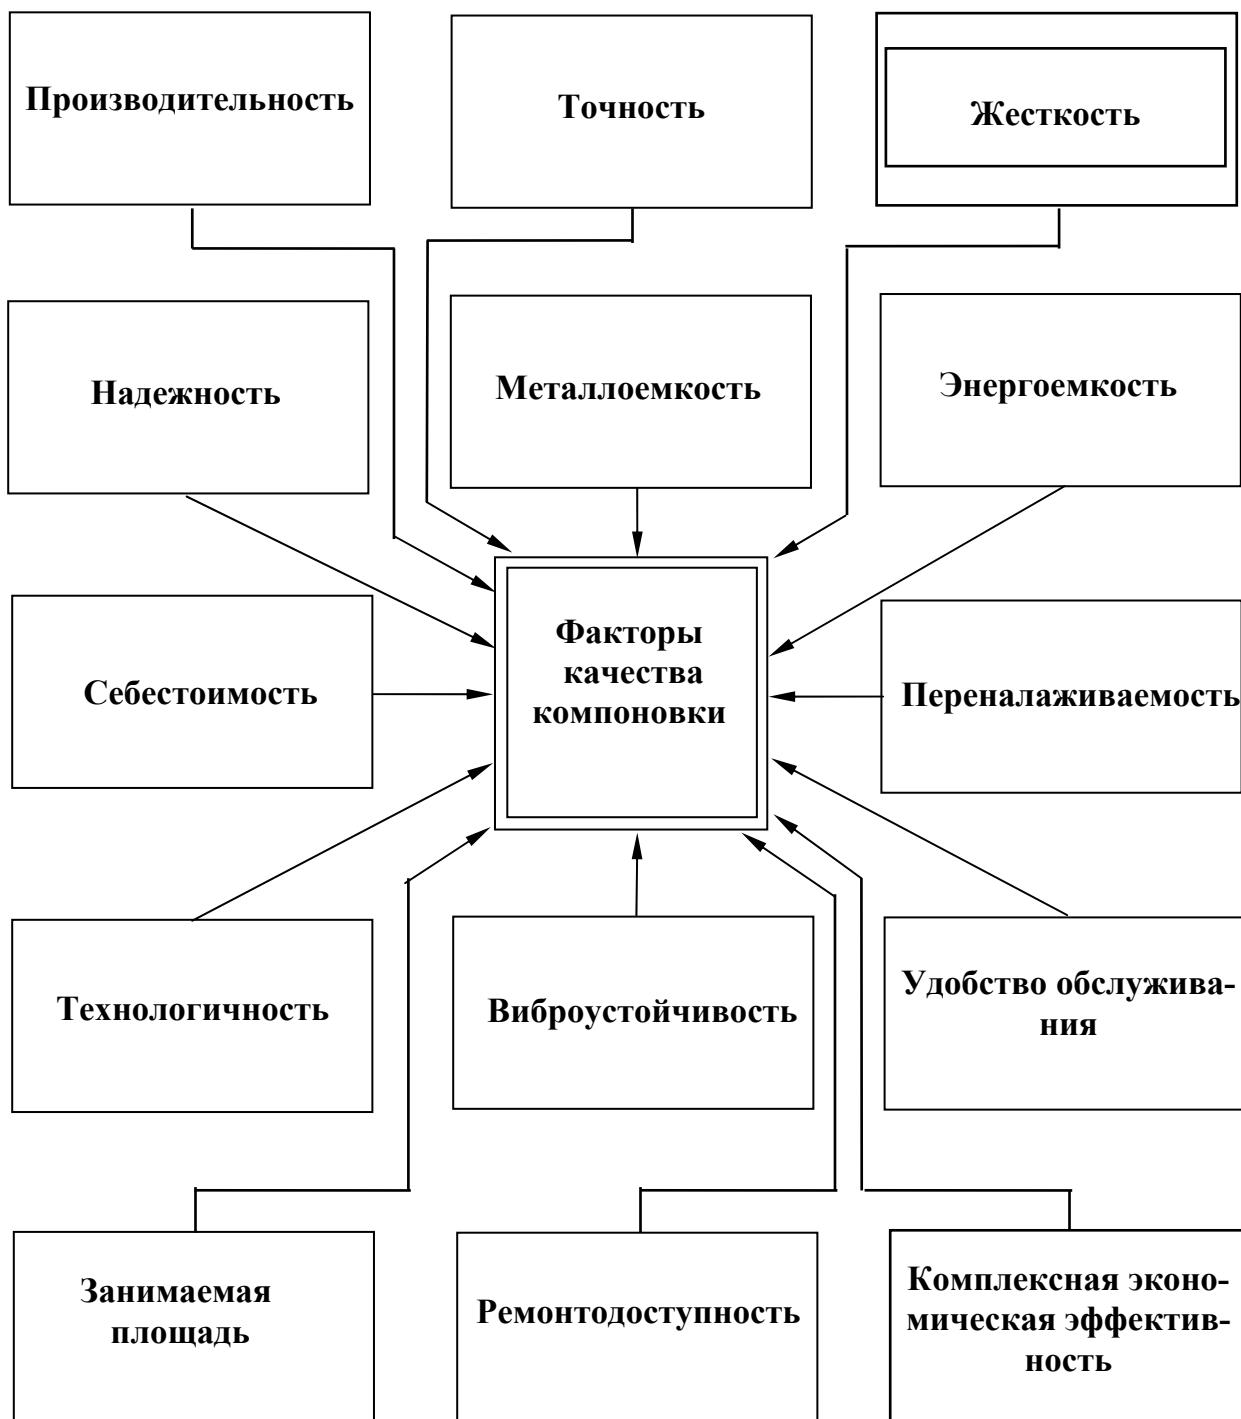 Производительность
Точность
Жесткость
Надежность
Металлоемкость
Энергоемкость
Себестоимость
Факторы
качества
компоновки
Переналаживаемость
Технологичность
Виброустойчивость
Удобство обслужива-
ния
Занимаемая
площадь
Ремонтодоступность
Комплексная эконо-
мическая эффектив-
ность